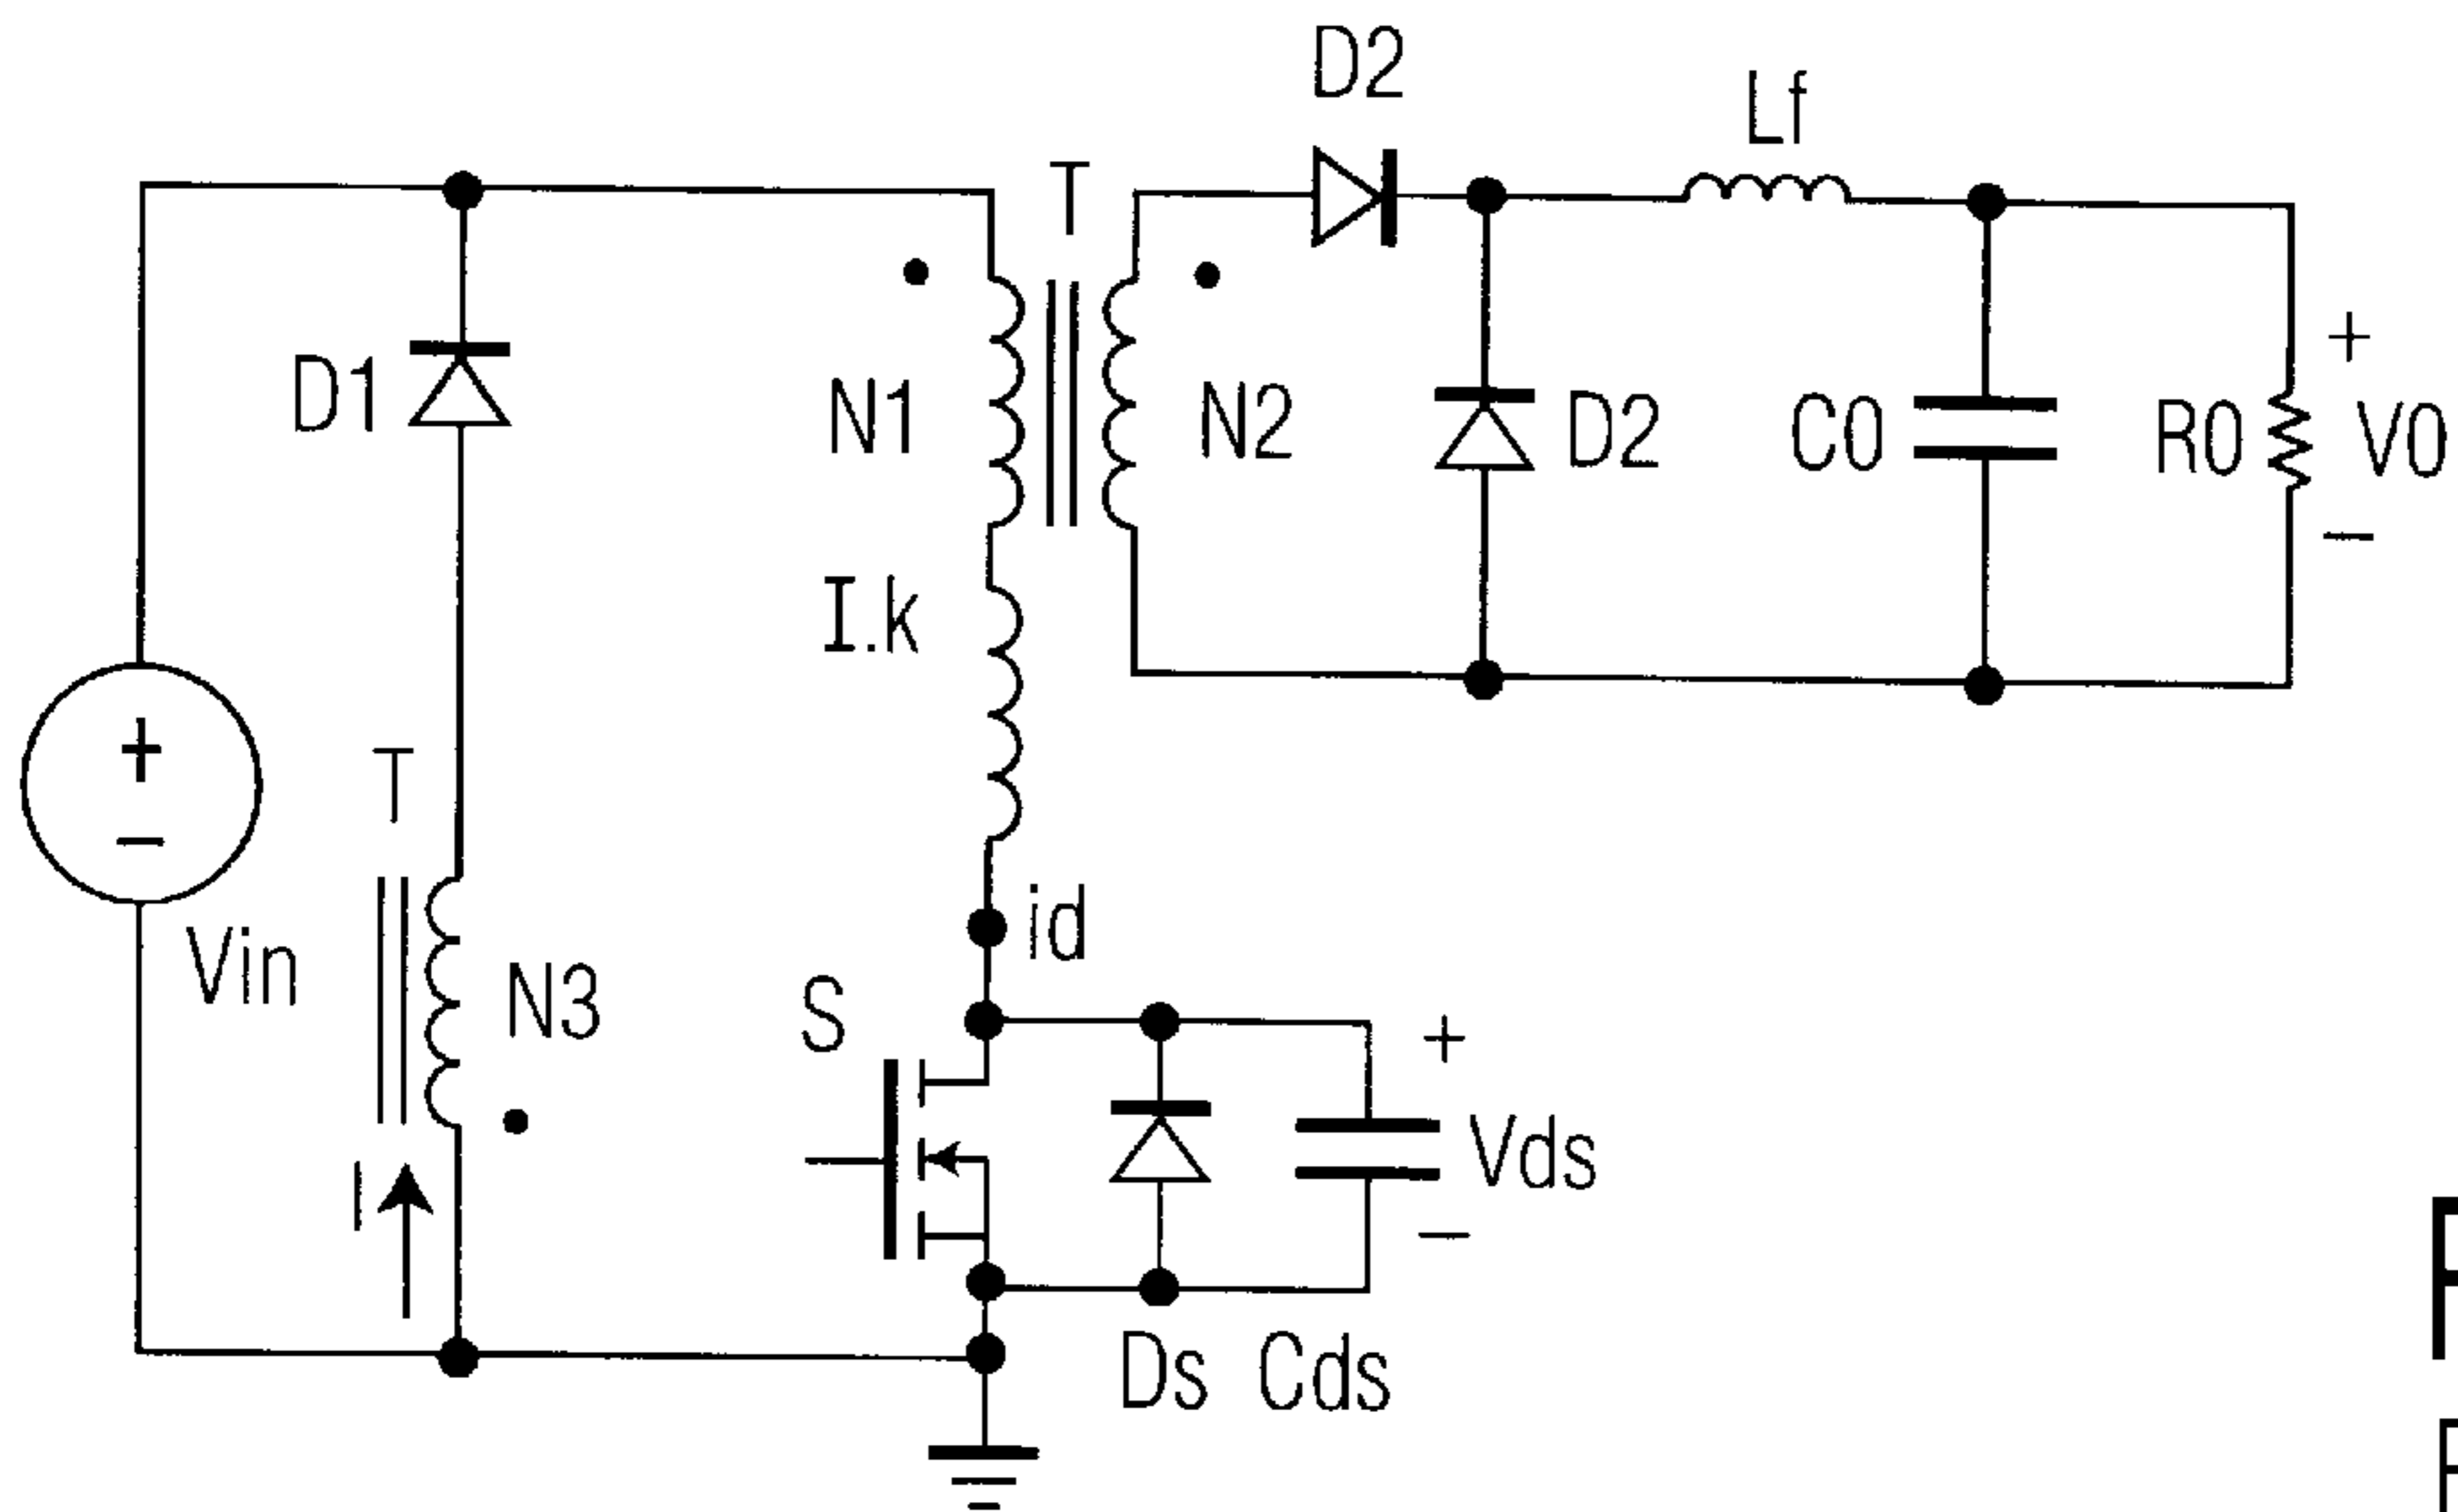 D2
Lf
T
D1
N1
N2
D2
C0
R0
+
V0
−
I.k
+
−
T
Vin
N3
id
S
+
Vds
−
I
Ds
Cds